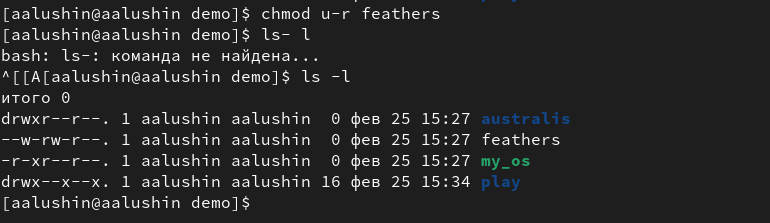 [aalushin@aalushin demo]$ chmod u-r feathers
[aalushin@aalushin demo]$ ls- l
bash: ls-: команда не найдена...
^[[A[aalushin@aalushin demo]$ ls -l
итого 0
drwxr--r--. 1 aalushin aalushin  0 фев 25 15:27 australis
--w-rw-r--. 1 aalushin aalushin  0 фев 25 15:27 feathers
-r-xr--r--. 1 aalushin aalushin  0 фев 25 15:27 my_os
drwx--x--x. 1 aalushin aalushin 16 фев 25 15:34 play
[aalushin@aalushin demo]$